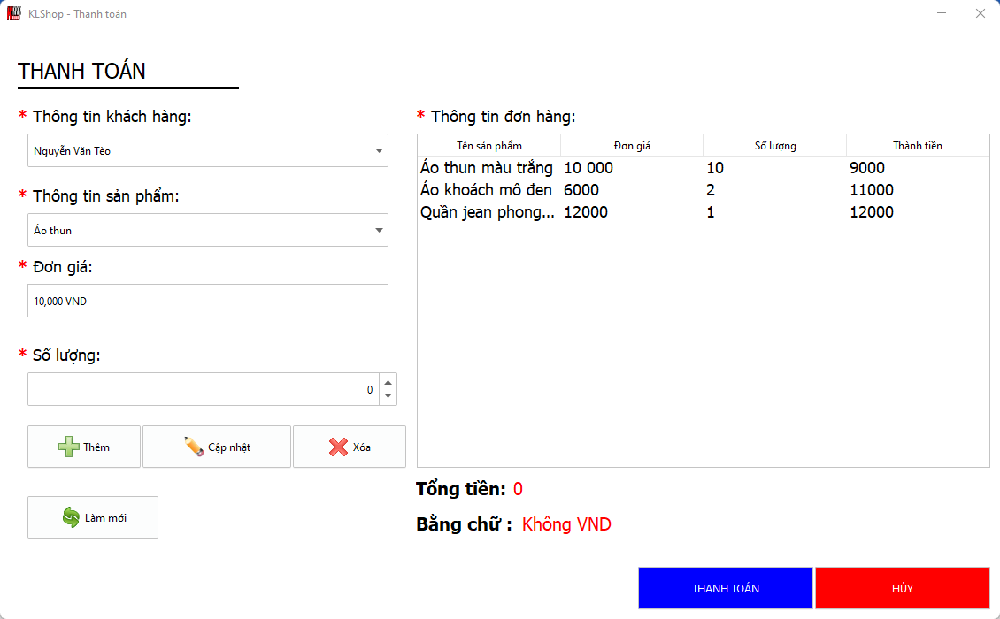 KLShop - Thanh toán
THANH TOÁN
* Thông tin khách hàng:
Nguyễn Văn Tèo
* Thông tin sản phẩm:
Áo thun
* Đơn giá:
10,000 VND
* Số lượng:
0
Thêm Cập nhật Xóa
Làm mới
* Thông tin đơn hàng:
Tên sản phẩm Đơn giá Số lượng Thành tiền
Áo thun màu trắng 10 000 10 9000
Áo khoách mô đen 6000 2 11000
Quần jean phong... 12000 1 12000
Tổng tiền: 0
Bằng chữ : Không VND
THANH TOÁN HỦY